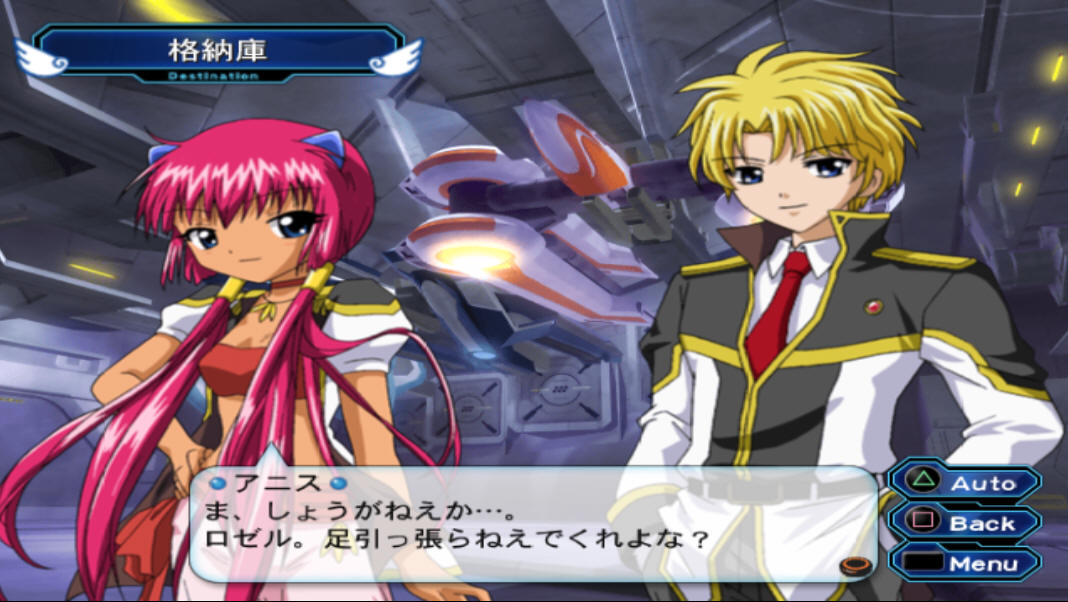 格納庫
Destination
アニス
ま、しょうがねえか…。
ロゼル。足引っ張らねえでくれよな？
Auto
Back
Menu